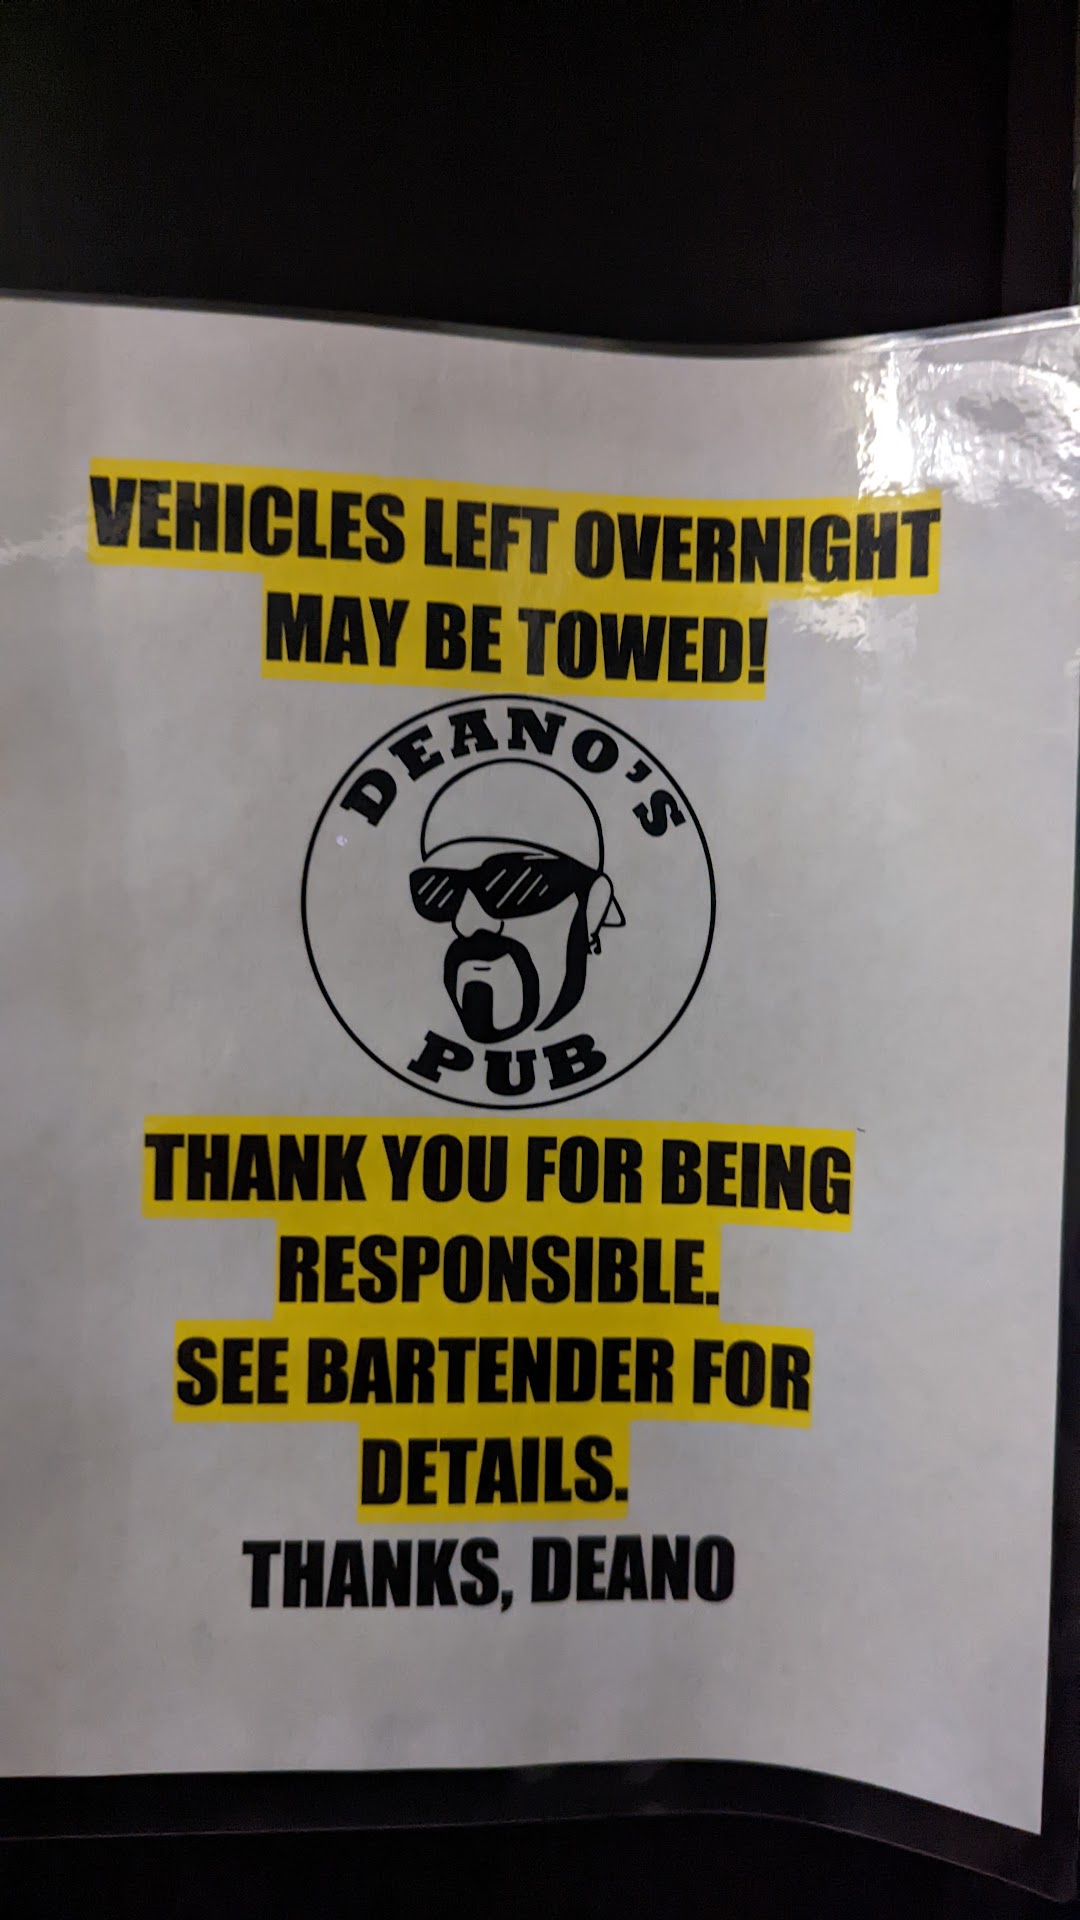 VEHICLES LEFT OVERNIGHT
MAY BE TOWED!
DEANO'S
PUB
THANK YOU FOR BEING
RESPONSIBLE.
SEE BARTENDER FOR
DETAILS.
THANKS, DEANO